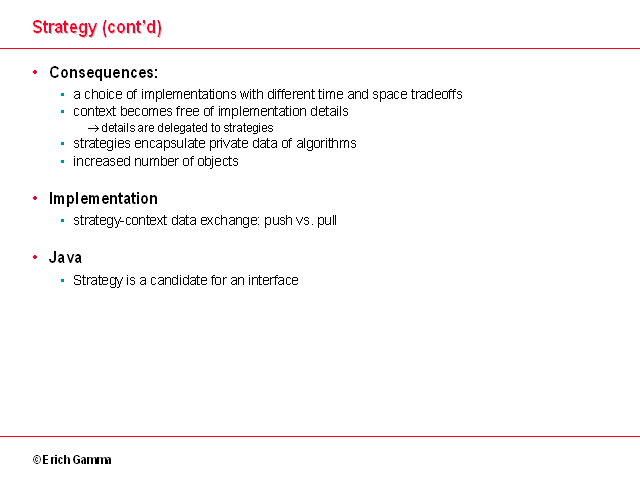 Strategy (cont'd)
• Consequences:
• a choice of implementations with different time and space tradeoffs
• context becomes free of implementation details
→ details are delegated to strategies
• strategies encapsulate private data of algorithms
• increased number of objects
• Implementation
• strategy-context data exchange: push vs. pull
• Java
• Strategy is a candidate for an interface
© Erich Gamma